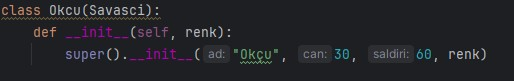 class Okcu(Savasci):
def __init__(self, renk):
super().__init__( ad: "Okçu", can: 30, saldiri: 60, renk)